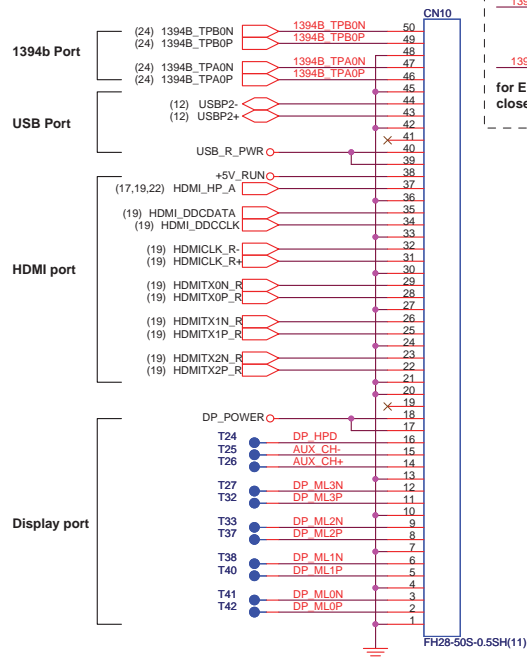 CN10
1394b Port
(24) 1394B_TPB0N 1394B_TPB0N 50
(24) 1394B_TPB0P 1394B_TPB0P 49
48
(24) 1394B_TPA0N 1394B_TPA0N 47
(24) 1394B_TPA0P 1394B_TPA0P 46
45
USB Port
(12) USBP2- 44
(12) USBP2+ 43
42
41
USB_R_PWR 40
39
HDMI port
+5V_RUN 38
(17,19,22) HDMI_HP_A 37
36
(19) HDMI_DDCDATA 35
(19) HDMI_DDCCLK 34
33
(19) HDMICLK_R- 32
(19) HDMICLK_R+ 31
30
(19) HDMITX0N_R 29
(19) HDMITX0P_R 28
27
(19) HDMITX1N_R 26
(19) HDMITX1P_R 25
24
(19) HDMITX2N_R 23
(19) HDMITX2P_R 22
21
20
19
Display port
DP_POWER 18
17
T24 DP_HPD 16
T25 AUX_CH- 15
T26 AUX_CH+ 14
13
T27 DP_ML3N 12
T32 DP_ML3P 11
10
T33 DP_ML2N 9
T37 DP_ML2P 8
7
T38 DP_ML1N 6
T40 DP_ML1P 5
4
T41 DP_ML0N 3
T42 DP_ML0P 2
1
FH28-50S-0.5SH(11)
for E
close